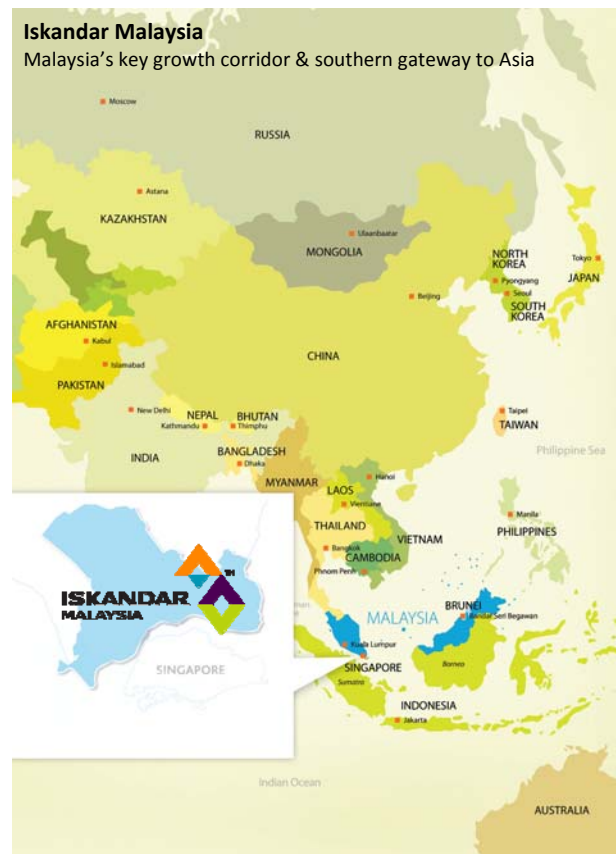 Iskandar Malaysia
Malaysia's key growth corridor & southern gateway to Asia
Moscow
RUSSIA
Astana
KAZAKHSTAN
Ulaanbaatar
MONGOLIA
NORTH
KOREA
Pyongyang
Tokyo
JAPAN
Seoul
SOUTH
KOREA
Beijing
AFGHANISTAN
Kabul
Islamabad
PAKISTAN
CHINA
New Delhi
NEPAL
Kathmandu
BHUTAN
Thimphu
Taipei
TAIWAN
INDIA
BANGLADESH
Dhaka
Philippine Sea
MYANMAR
Hanoi
LAOS
Vientiane
THAILAND
VIETNAM
Manila
PHILIPPINES
Bangkok
CAMBODIA
Phnom Penh
TM
ISKANDAR
MALAYSIA
SINGAPORE
MALAYSIA
BRUNEI
Bandar Seri Begawan
Kuala Lumpur
SINGAPORE
Borneo
Sumatra
INDONESIA
Jakarta
Indian Ocean
AUSTRALIA